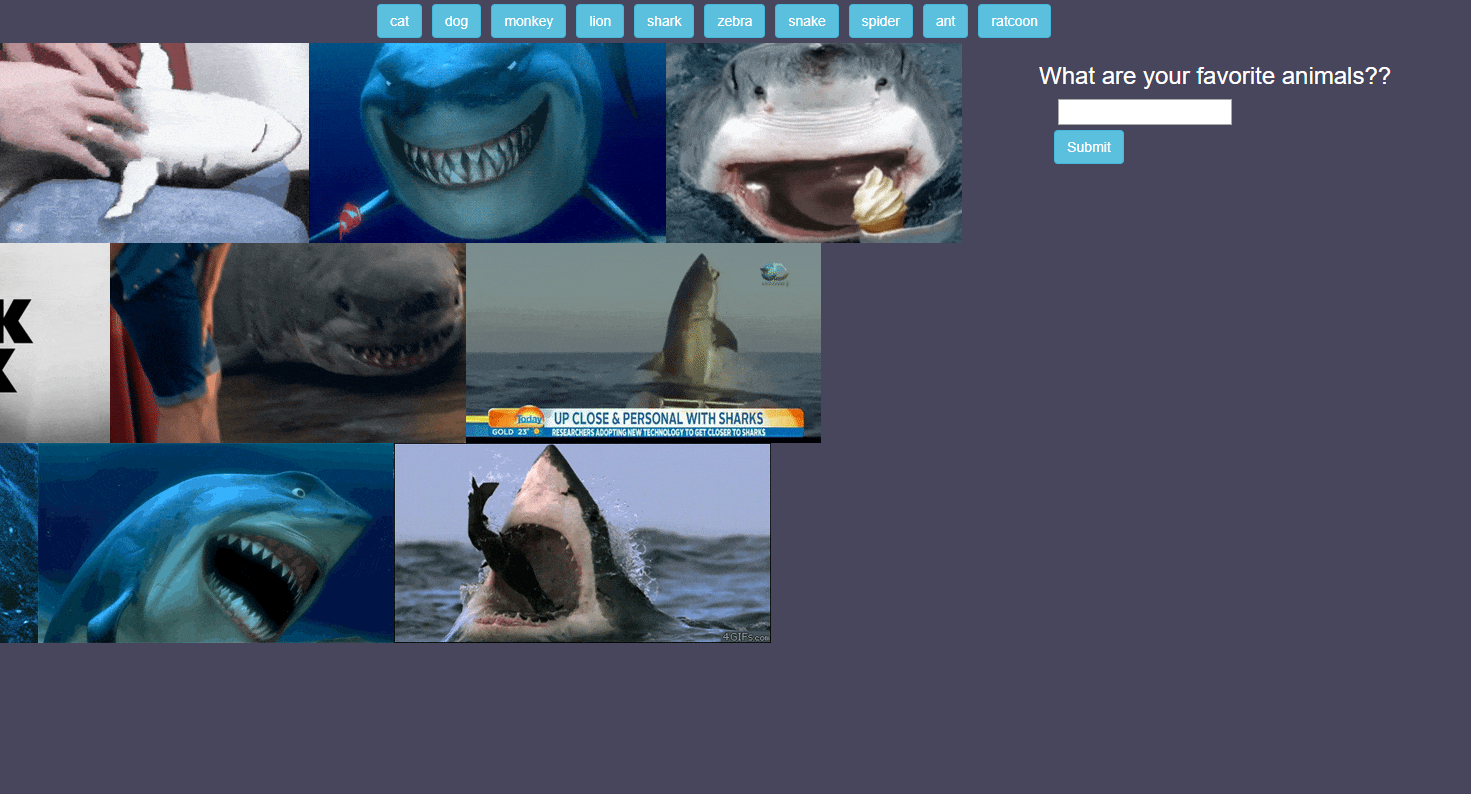 cat dog monkey lion shark zebra snake spider ant ratcoon
What are your favorite animals??
Submit
K
K
Today
UP CLOSE & PERSONAL WITH SHARKS
GOLD 23°
RESEARCHERS ADOPTING NEW TECHNOLOGY TO GET CLOSER TO SHARKS
4GIFs.com